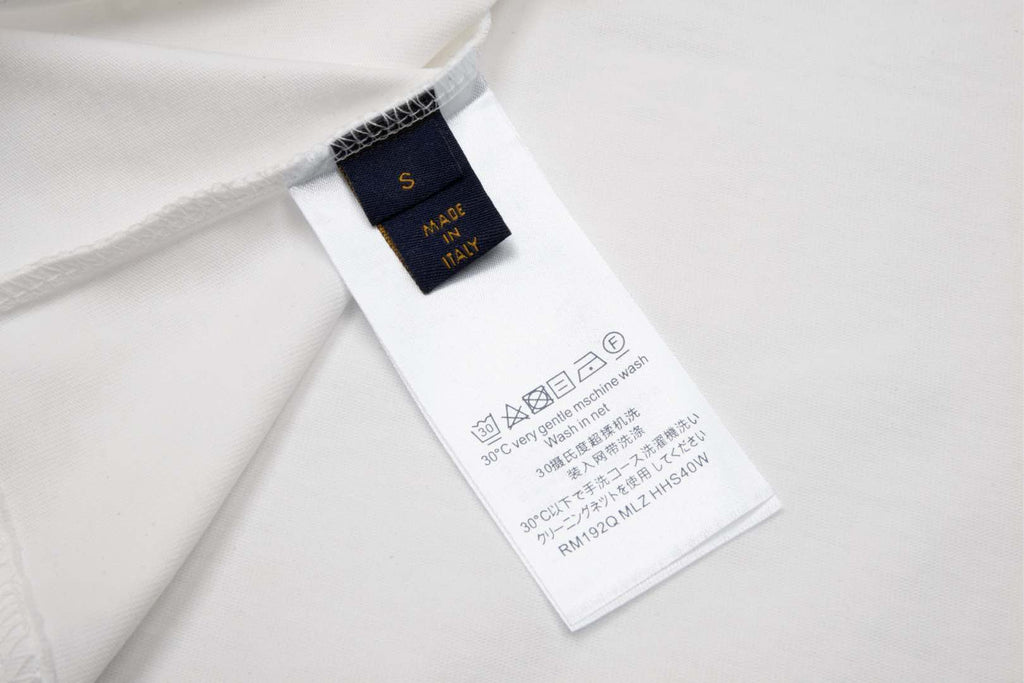 S
MADE
IN
ITALY
30
F
30°C very gentle mschine wash
Wash in net
30摄氏度超揉机洗
装入网带洗涤
30°C以下で手洗コース洗濯機洗い
クリーニングネットを使用してください
RM192Q MLZ HHS40W